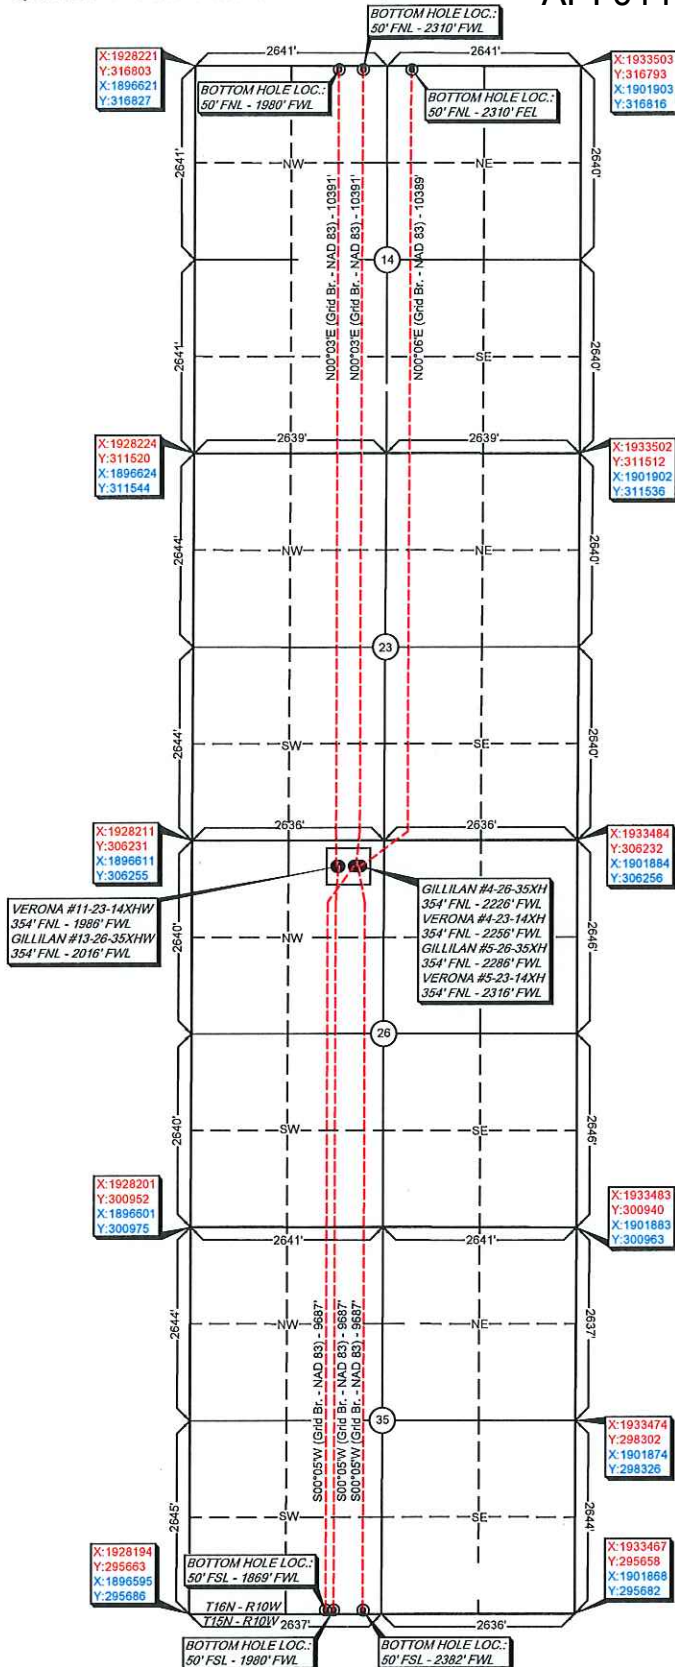 BOTTOM HOLE LOC.:
50' FNL - 2310' FWL
X:1928221
Y:316803
X:1896621
Y:316827
2641'
2641'
X:1933503
Y:316793
X:1901903
Y:316816
BOTTOM HOLE LOC.:
50' FNL - 1980' FWL
BOTTOM HOLE LOC.:
50' FNL - 2310' FEL
2641'
NW
NE
2640'
N00°03'E (Grid Br. - NAD 83) - 10391'
N00°03'E (Grid Br. - NAD 83) - 10391'
N00°06'E (Grid Br. - NAD 83) - 10389'
14
2641'
SE
2640'
X:1928224
Y:311520
X:1896624
Y:311544
2639'
2639'
X:1933502
Y:311512
X:1901902
Y:311536
2644'
NW
NE
2640'
23
2644'
SW
SE
2640'
X:1928211
Y:306231
X:1896611
Y:306255
2636'
2636'
X:1933484
Y:306232
X:1901884
Y:306256
VERONA #11-23-14XHW
354' FNL - 1986' FWL
GILLILAN #13-26-35XHW
354' FNL - 2016' FWL
GILLILAN #4-26-35XH
354' FNL - 2226' FWL
VERONA #4-23-14XH
354' FNL - 2256' FWL
GILLILAN #5-26-35XH
354' FNL - 2286' FWL
VERONA #5-23-14XH
354' FNL - 2316' FWL
2640'
NW
2646'
26
2640'
SW
SE
2646'
X:1928201
Y:300952
X:1896601
Y:300975
2641'
2641'
X:1933483
Y:300940
X:1901883
Y:300963
2644'
NW
NE
2637'
S00°05'W (Grid Br. - NAD 83) - 9687'
S00°05'W (Grid Br. - NAD 83) - 9687'
S00°05'W (Grid Br. - NAD 83) - 9687'
35
X:1933474
Y:298302
X:1901874
Y:298326
2645'
SW
SE
2644'
X:1928194
Y:295663
X:1896595
Y:295686
BOTTOM HOLE LOC.:
50' FSL - 1869' FWL
X:1933467
Y:295658
X:1901868
Y:295682
T16N - R10W
T15N - R10W
2637'
2636'
BOTTOM HOLE LOC.:
50' FSL - 1980' FWL
BOTTOM HOLE LOC.:
50' FSL - 2382' FWL